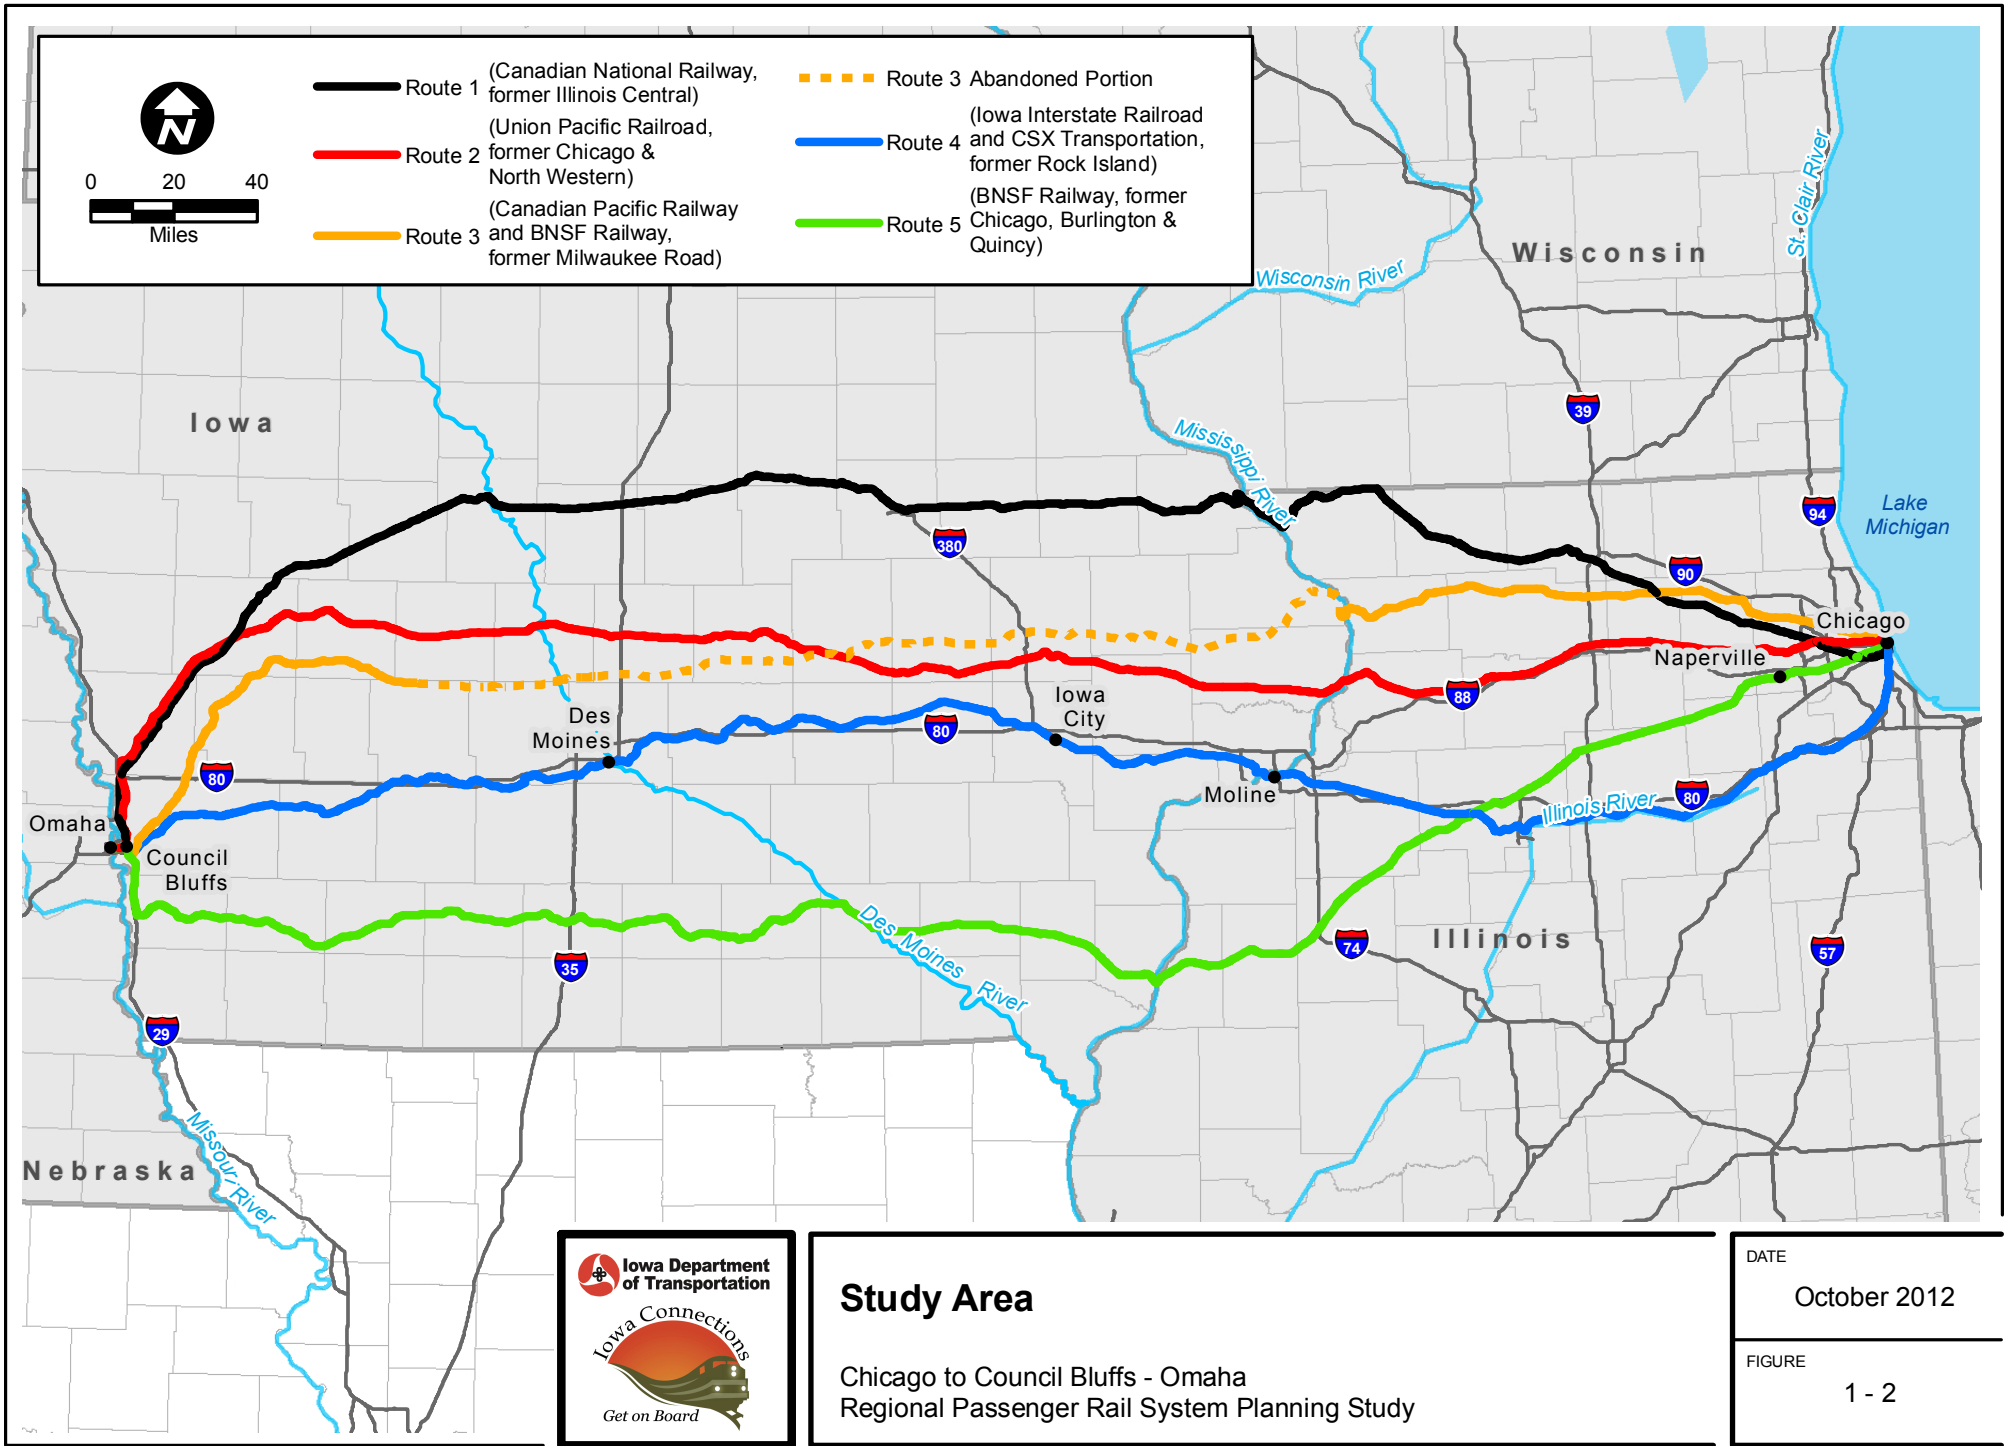 Route 1 (Canadian National Railway,
former Illinois Central)
Route 2 (Union Pacific Railroad,
former Chicago &
North Western)
Route 3 (Canadian Pacific Railway
and BNSF Railway,
former Milwaukee Road)
Route 3 Abandoned Portion
Route 4 (Iowa Interstate Railroad
and CSX Transportation,
former Rock Island)
Route 5 (BNSF Railway, former
Chicago, Burlington &
Quincy)
N
0 20 40
Miles
Wisconsin
St. Clair River
Wisconsin River
Iowa
39
Mississippi River
94
Lake
Michigan
380
90
Chicago
Naperville
88
Iowa
City
Des
Moines
80
80
Moline
Illinois River
80
Omaha
Council
Bluffs
Des Moines River
74
Illinois
57
35
29
Missouri River
Nebraska
Iowa Department
of Transportation
Iowa Connections
Get on Board
Study Area
Chicago to Council Bluffs - Omaha
Regional Passenger Rail System Planning Study
DATE
October 2012
FIGURE
1 - 2